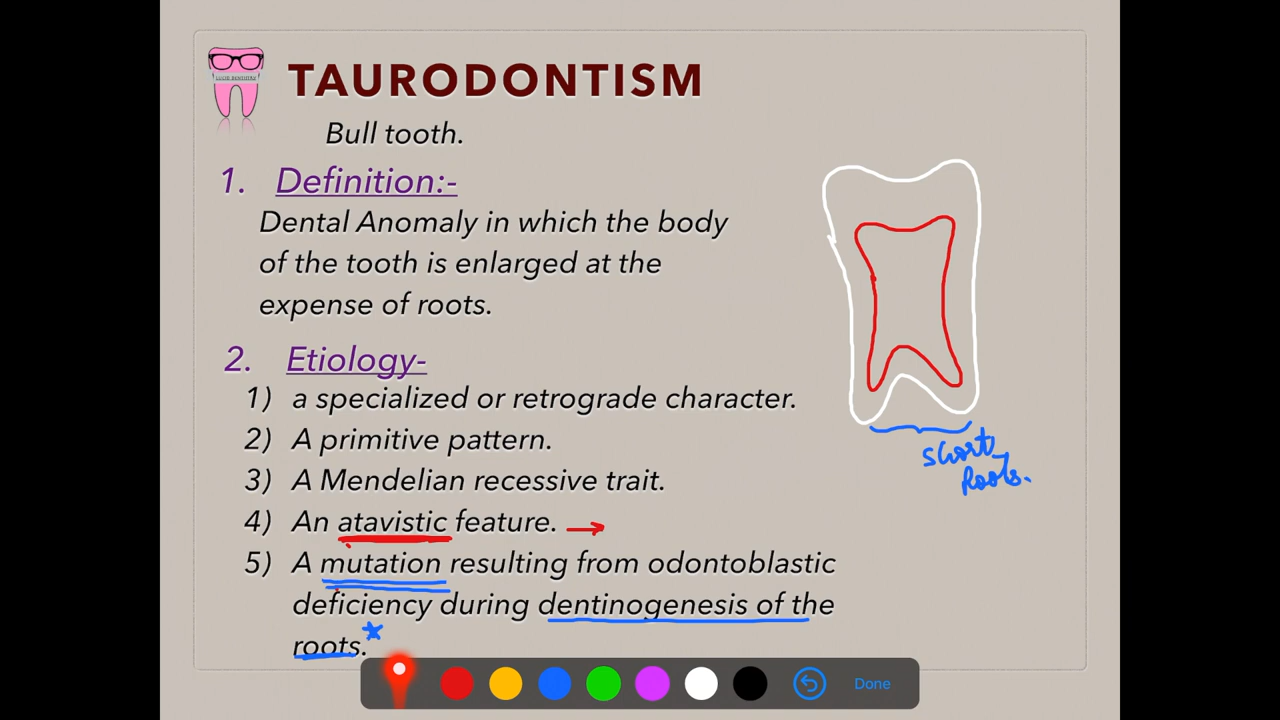 TAURODONTISM
Bull tooth.
1. Definition:-
Dental Anomaly in which the body
of the tooth is enlarged at the
expense of roots.
2. Etiology-
1) a specialized or retrograde character.
2) A primitive pattern.
3) A Mendelian recessive trait.
4) An atavistic feature.
5) A mutation resulting from odontoblastic
deficiency during dentinogenesis of the
roots.
short
Roots.
Done